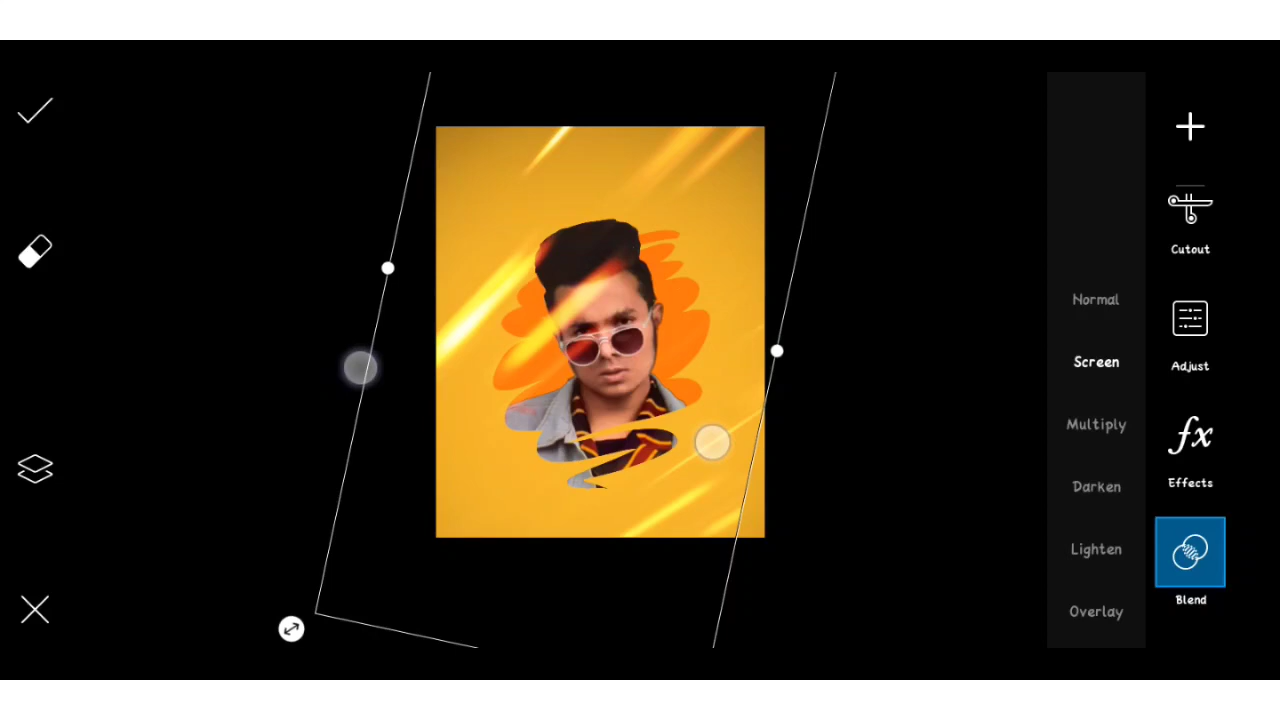 Normal
Screen
Multiply
Darken
Lighten
Overlay
Cutout
Adjust
fx
Effects
Blend